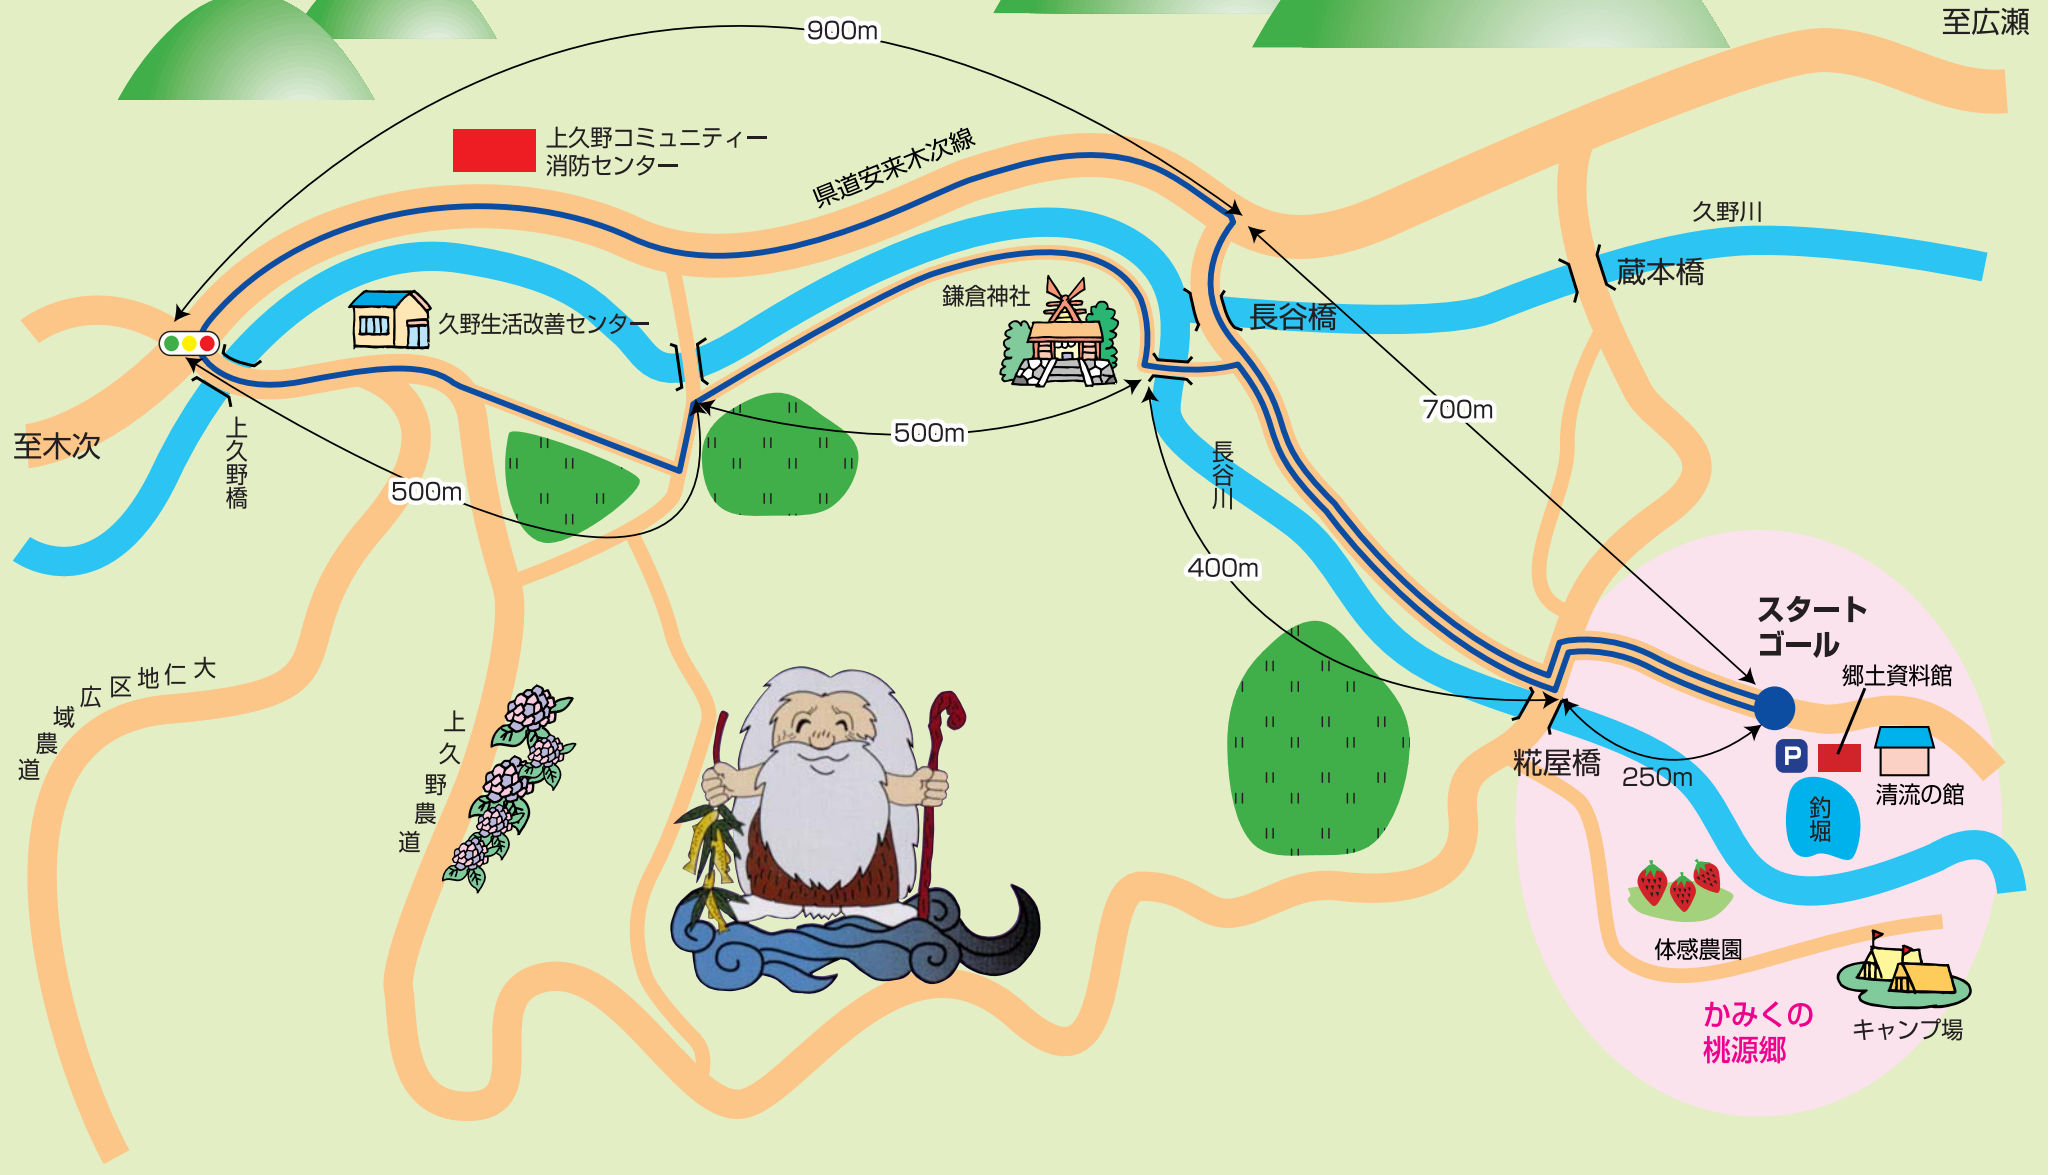 至広瀬
900m
上久野コミュニティー
消防センター
県道安来木次線
久野川
蔵本橋
鎌倉神社
長谷橋
久野生活改善センター
至木次
上久野橋
500m
500m
700m
長谷川
400m
スタート
ゴール
郷土資料館
P
清流の館
糀屋橋
250m
釣堀
大仁地区広域農道
上久野農道
体感農園
かみくの
桃源郷
キャンプ場